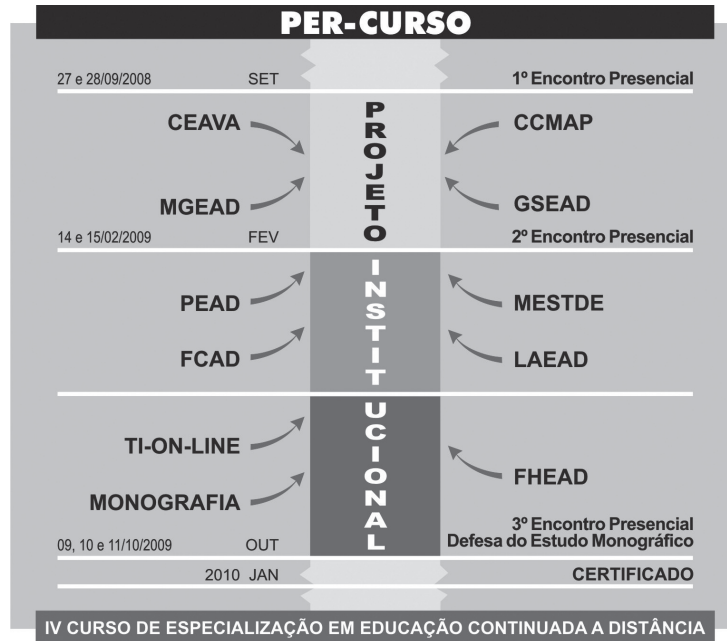 PER-CURSO
27 e 28/09/2008 SET 1º Encontro Presencial
CEAVA CCMAP
MGEAD GSEAD
PROJETO
14 e 15/02/2009 FEV 2º Encontro Presencial
PEAD MESTDE
FCAD LAEAD
INSTIT
TI-ON-LINE
FHEAD
MONOGRAFIA
UCIONAL
3º Encontro Presencial
09, 10 e 11/10/2009 OUT Defesa do Estudo Monográfico
2010 JAN CERTIFICADO
IV CURSO DE ESPECIALIZAÇÃO EM EDUCAÇÃO CONTINUADA A DISTÂNCIA